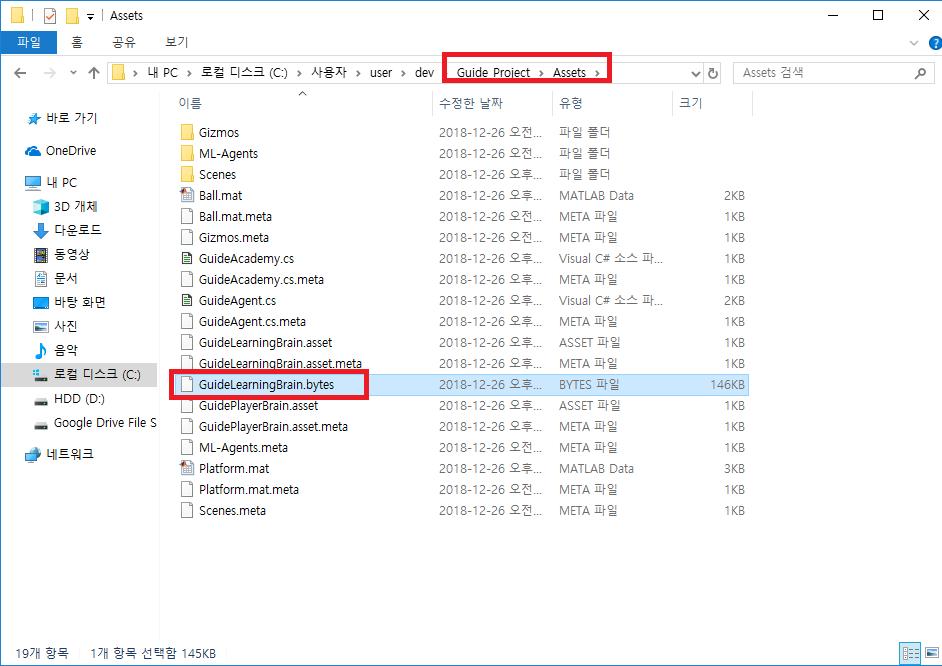 Assets
파일 홈 공유 보기
내 PC 로컬 디스크 (C:) 사용자 user dev Guide Project Assets Assets 검색
이름 수정한 날짜 유형 크기
바로 가기
OneDrive
내 PC
3D 개체
다운로드
동영상
문서
바탕 화면
사진
음악
로컬 디스크 (C:)
HDD (D:)
Google Drive File S
네트워크
Gizmos 2018-12-26 오전... 파일 폴더
ML-Agents 2018-12-26 오전... 파일 폴더
Scenes 2018-12-26 오전... 파일 폴더
Ball.mat 2018-12-26 오후... MATLAB Data 2KB
Ball.mat.meta 2018-12-26 오후... META 파일 1KB
Gizmos.meta 2018-12-26 오후... META 파일 1KB
GuideAcademy.cs 2018-12-26 오후... Visual C# 소스 파... 1KB
GuideAcademy.cs.meta 2018-12-26 오후... META 파일 1KB
GuideAgent.cs 2018-12-26 오후... Visual C# 소스 파... 2KB
GuideAgent.cs.meta 2018-12-26 오후... META 파일 1KB
GuideLearningBrain.asset 2018-12-26 오후... ASSET 파일 1KB
GuideLearningBrain.asset.meta 2018-12-26 오후... META 파일 1KB
GuideLearningBrain.bytes 2018-12-26 오후... BYTES 파일 146KB
GuidePlayerBrain.asset 2018-12-26 오후... ASSET 파일 1KB
GuidePlayerBrain.asset.meta 2018-12-26 오후... META 파일 1KB
ML-Agents.meta 2018-12-26 오후... META 파일 1KB
Platform.mat 2018-12-26 오후... MATLAB Data 3KB
Platform.mat.meta 2018-12-26 오전... META 파일 1KB
Scenes.meta 2018-12-26 오전... META 파일 1KB
19개 항목 1개 항목 선택함 145KB